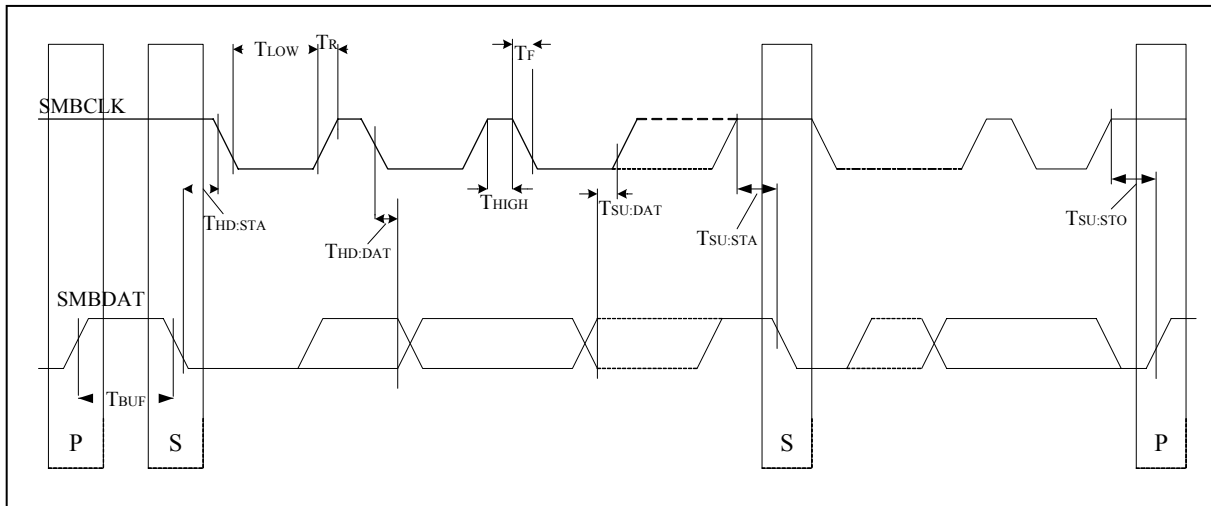 TLOW
TR
TF
SMBCLK
THD:STA
THD:DAT
THIGH
TSU:DAT
TSU:STA
TSU:STO
SMBDAT
TBUF
P
S
S
P